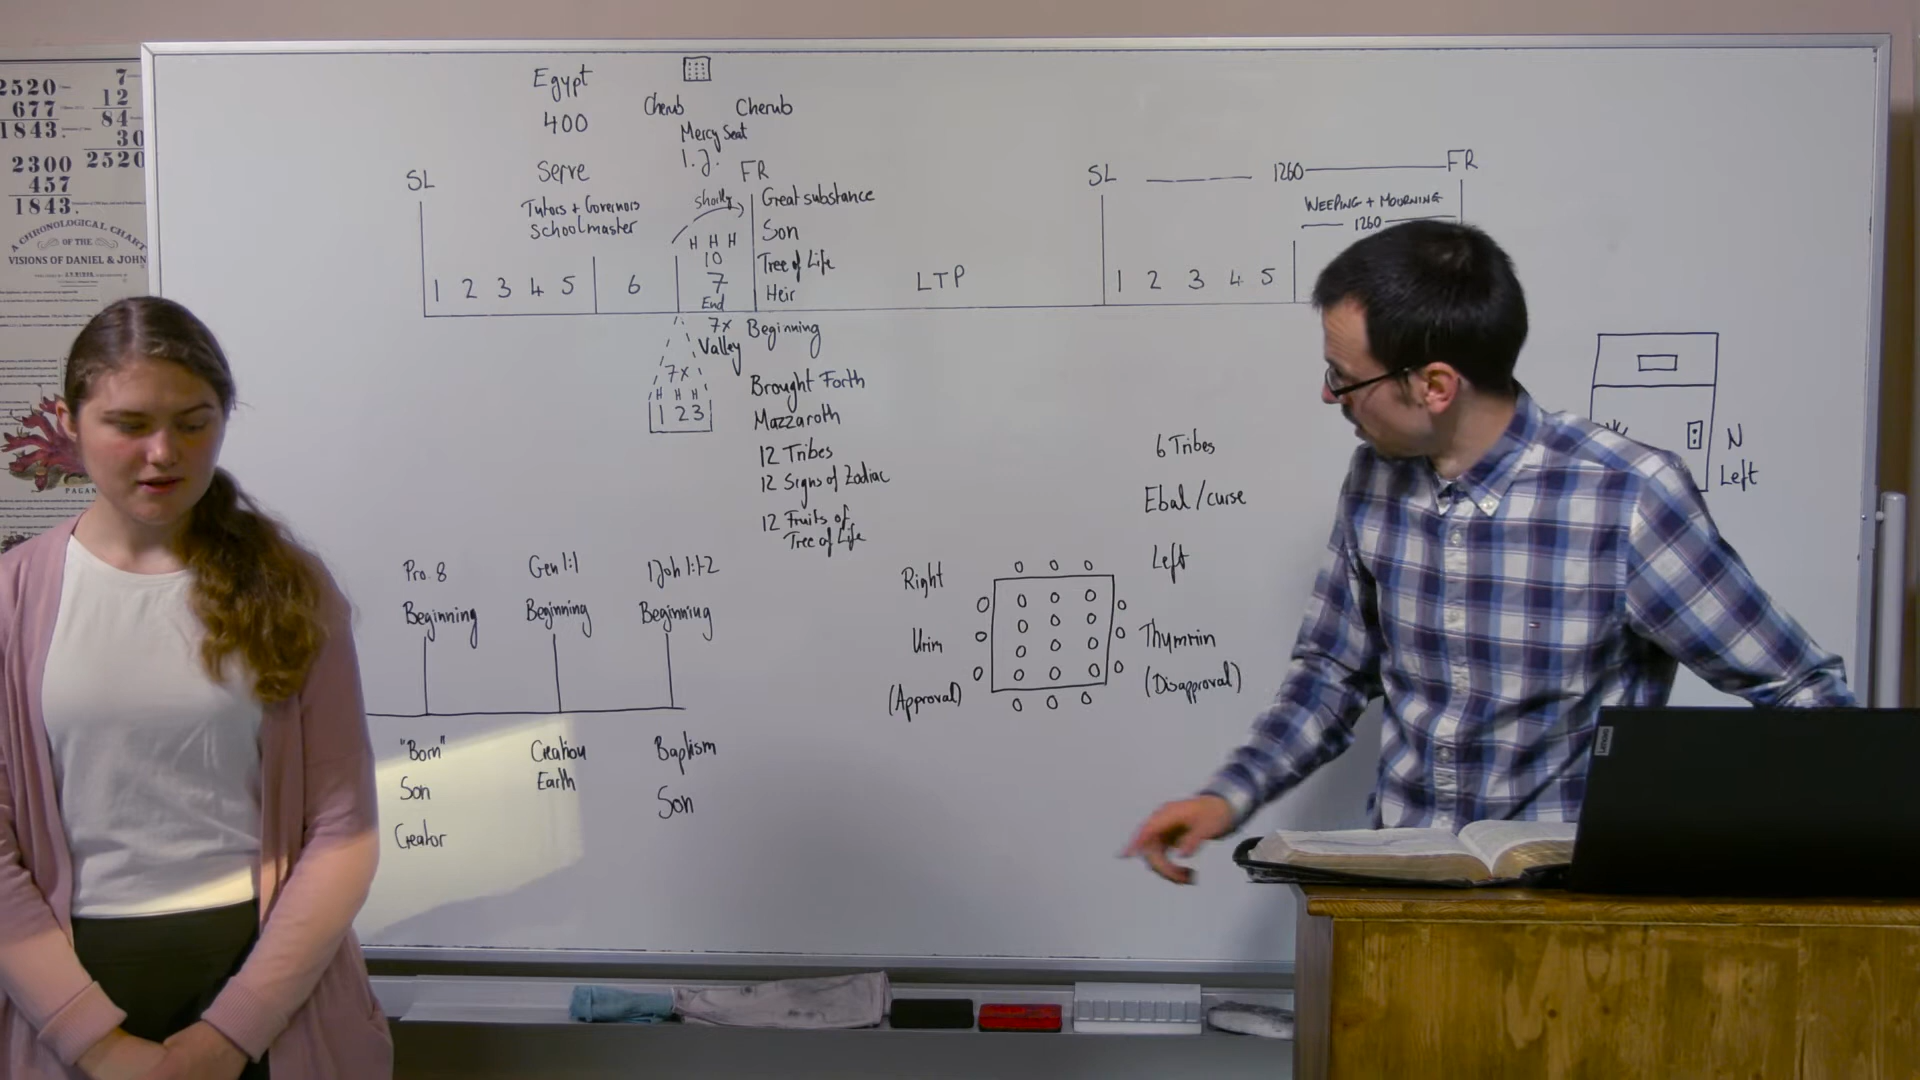 2520
677
1843.
2300
457
1843.
7
12
84
30
2520
A CHRONOLOGICAL CHART
OF THE
VISIONS OF DANIEL & JOHN
PAGAN
Egypt
400
Serve
Tutors + Governors
Schoolmaster
Cherub Cherub
Mercy Seat
I.J.
SL
FR
shortly
Great substance
Son
Tree of Life
Heir
H H H
10
7
End
1 2 3 4 5 6
LTP
7x
Valley
7x
H H H
1 2 3
Beginning
Brought Forth
Mazzaroth
12 Tribes
12 Signs of Zodiac
12 Fruits of
Tree of Life
SL 1260 FR
WEEPING + MOURNING
1260
1 2 3 4 5
N
Left
6 Tribes
Ebal/curse
Left
Thummin
(Disapproval)
Right
Urim
(Approval)
Pro. 8
Beginning
"Born"
Son
Creator
Gen 1:1
Beginning
Creation
Earth
1Joh 1:1-2
Beginning
Baptism
Son
Lenovo